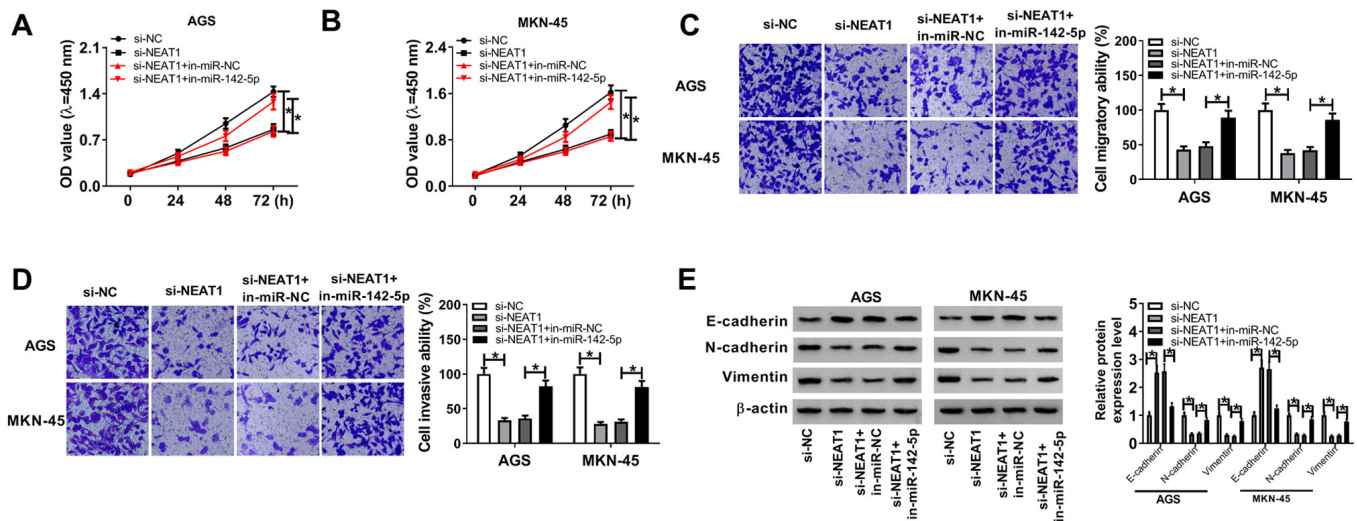 A
AGS
OD value (λ=450 nm)
2.1
1.4
0.7
0.0
si-NC
si-NEAT1
si-NEAT1+in-miR-NC
si-NEAT1+in-miR-142-5p
*
*
0 24 48 72 (h)
B
MKN-45
OD value (λ=450 nm)
2.4
1.6
0.8
0.0
si-NC
si-NEAT1
si-NEAT1+in-miR-NC
si-NEAT1+in-miR-142-5p
*
*
0 24 48 72 (h)
C
si-NC si-NEAT1 si-NEAT1+ in-miR-NC si-NEAT1+ in-miR-142-5p
AGS
MKN-45
Cell migratory ability (%)
200
150
100
50
0
si-NC
si-NEAT1
si-NEAT1+in-miR-NC
si-NEAT1+in-miR-142-5p
* * * *
AGS MKN-45
D
si-NC si-NEAT1 si-NEAT1+ in-miR-NC si-NEAT1+ in-miR-142-5p
AGS
MKN-45
Cell invasive ability (%)
200
150
100
50
0
si-NC
si-NEAT1
si-NEAT1+in-miR-NC
si-NEAT1+in-miR-142-5p
* * * *
AGS MKN-45
E
AGS MKN-45
E-cadherin
N-cadherin
Vimentin
β-actin
si-NC
si-NEAT1
si-NEAT1+
in-miR-NC
si-NEAT1+
in-miR-142-5p
si-NC
si-NEAT1
si-NEAT1+
in-miR-NC
si-NEAT1+
in-miR-142-5p
Relative protein
expression level
5
4
3
2
1
0
si-NC
si-NEAT1
si-NEAT1+in-miR-NC
si-NEAT1+in-miR-142-5p
* * * * * * * * * * * *
E-cadherin
N-cadherin
Vimentin
E-cadherin
N-cadherin
Vimentin
AGS MKN-45